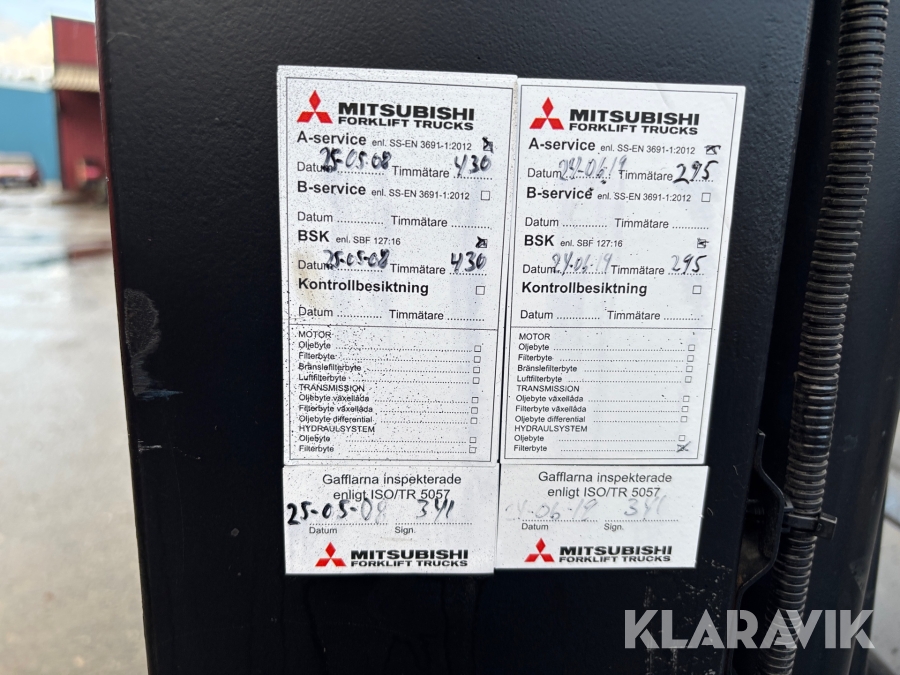 MITSUBISHI
FORKLIFT TRUCKS
A-service enl. SS-EN 3691-1:2012
Datum 25-05-08 Timmätare 430
B-service enl. SS-EN 3691-1:2012
Datum ............ Timmätare ..........
BSK enl. SBF 127:16
Datum 25-05-08 Timmätare 430
Kontrollbesiktning
Datum ............ Timmätare ..........
MOTOR
Oljebyte
Filterbyte
Bränslefilterbyte
Luftfilterbyte
TRANSMISSION
Oljebyte växellåda
Filterbyte växellåda
Oljebyte differential
HYDRAULSYSTEM
Oljebyte
Filterbyte
Gafflarna inspekterade
enligt ISO/TR 5057
25-05-08 341
Datum Sign.
MITSUBISHI
FORKLIFT TRUCKS
MITSUBISHI
FORKLIFT TRUCKS
A-service enl. SS-EN 3691-1:2012
Datum 24-06-19 Timmätare 295
B-service enl. SS-EN 3691-1:2012
Datum ............ Timmätare ..........
BSK enl. SBF 127:16
Datum 24-06-19 Timmätare 295
Kontrollbesiktning
Datum ............ Timmätare ..........
MOTOR
Oljebyte
Filterbyte
Bränslefilterbyte
Luftfilterbyte
TRANSMISSION
Oljebyte växellåda
Filterbyte växellåda
Oljebyte differential
HYDRAULSYSTEM
Oljebyte
Filterbyte
Gafflarna inspekterade
enligt ISO/TR 5057
341
Datum Sign.
MITSUBISHI
FORKLIFT TRUCKS
KLARAVIK